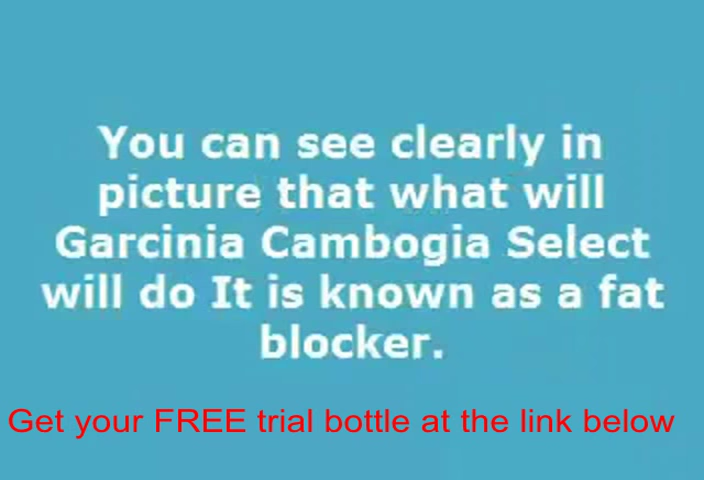 You can see clearly in
picture that what will
Garcinia Cambogia Select
will do It is known as a fat
blocker.
Get your FREE trial bottle at the link below